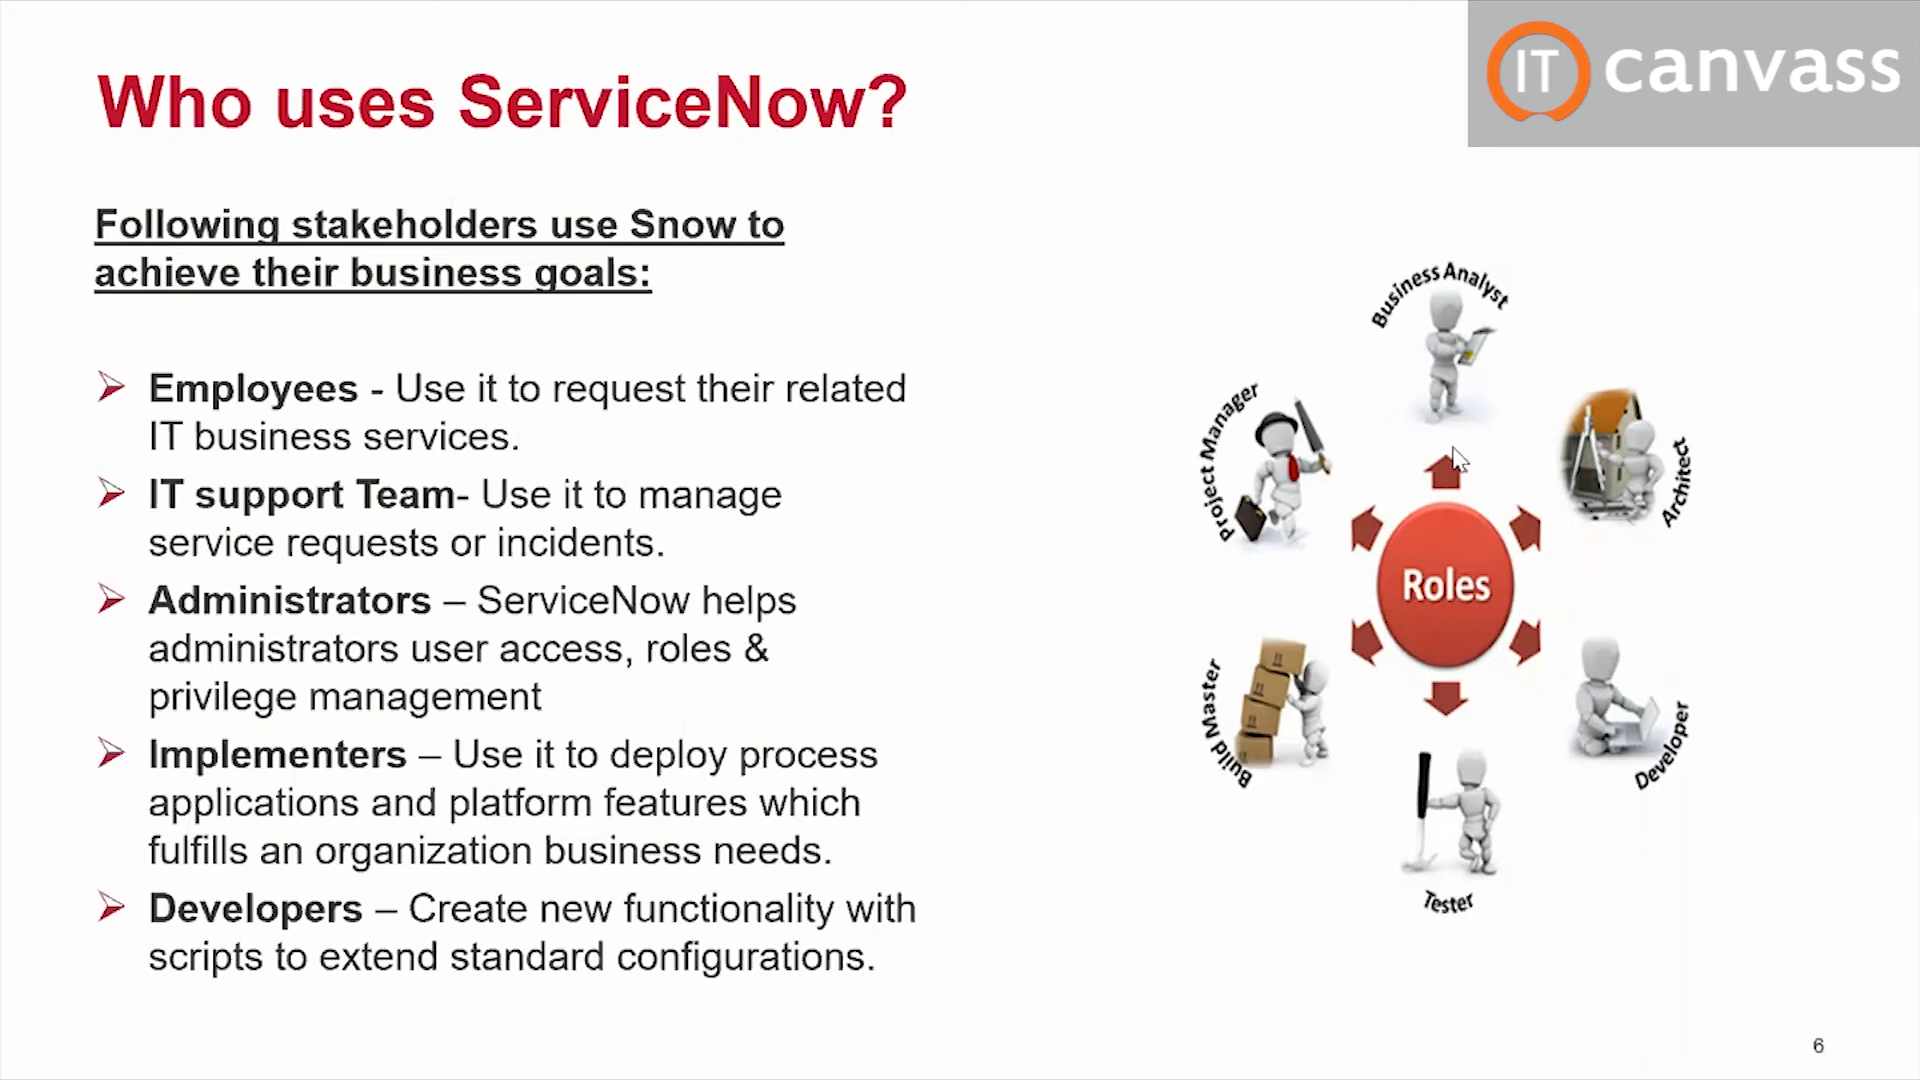 IT canvass
Who uses ServiceNow?
Following stakeholders use Snow to
achieve their business goals:
➢ Employees - Use it to request their related
IT business services.
➢ IT support Team- Use it to manage
service requests or incidents.
➢ Administrators – ServiceNow helps
administrators user access, roles &
privilege management
➢ Implementers – Use it to deploy process
applications and platform features which
fulfills an organization business needs.
➢ Developers – Create new functionality with
scripts to extend standard configurations.
Business Analyst
Project Manager
Architect
Roles
Build Master
Developer
Tester
6